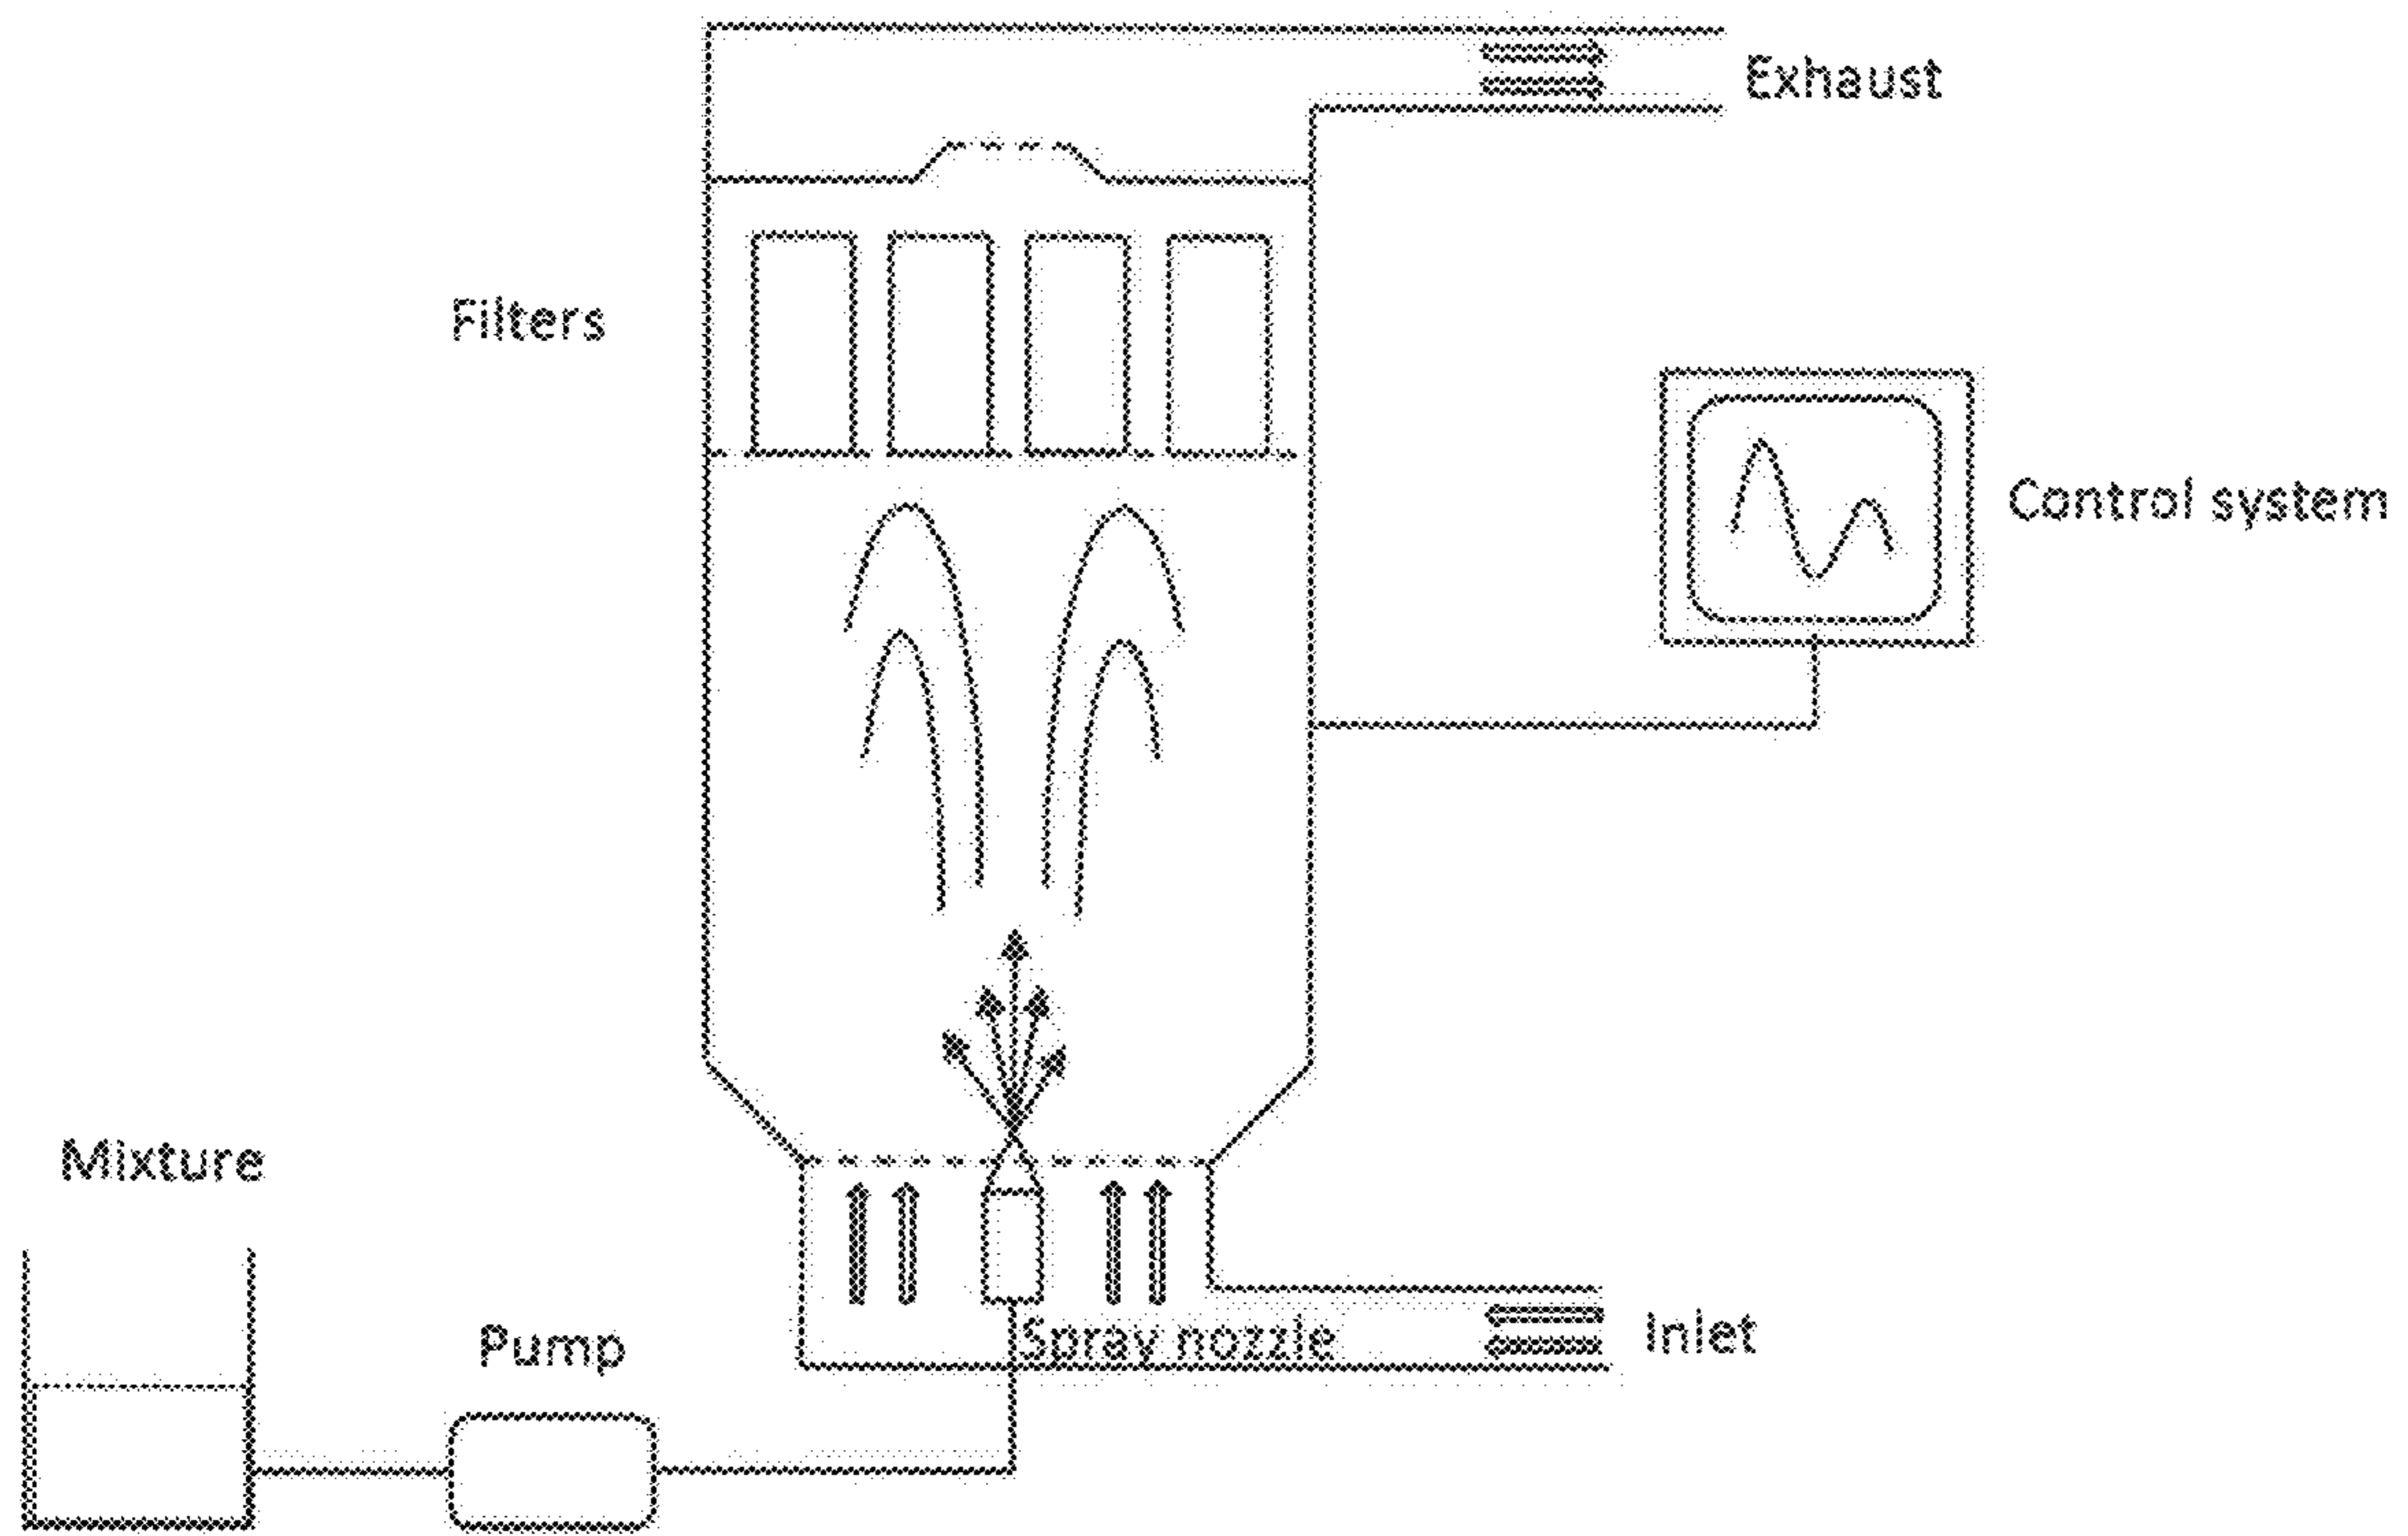 Exhaust
Filters
Control system
Mixture
Pump
Spray nozzle
Inlet